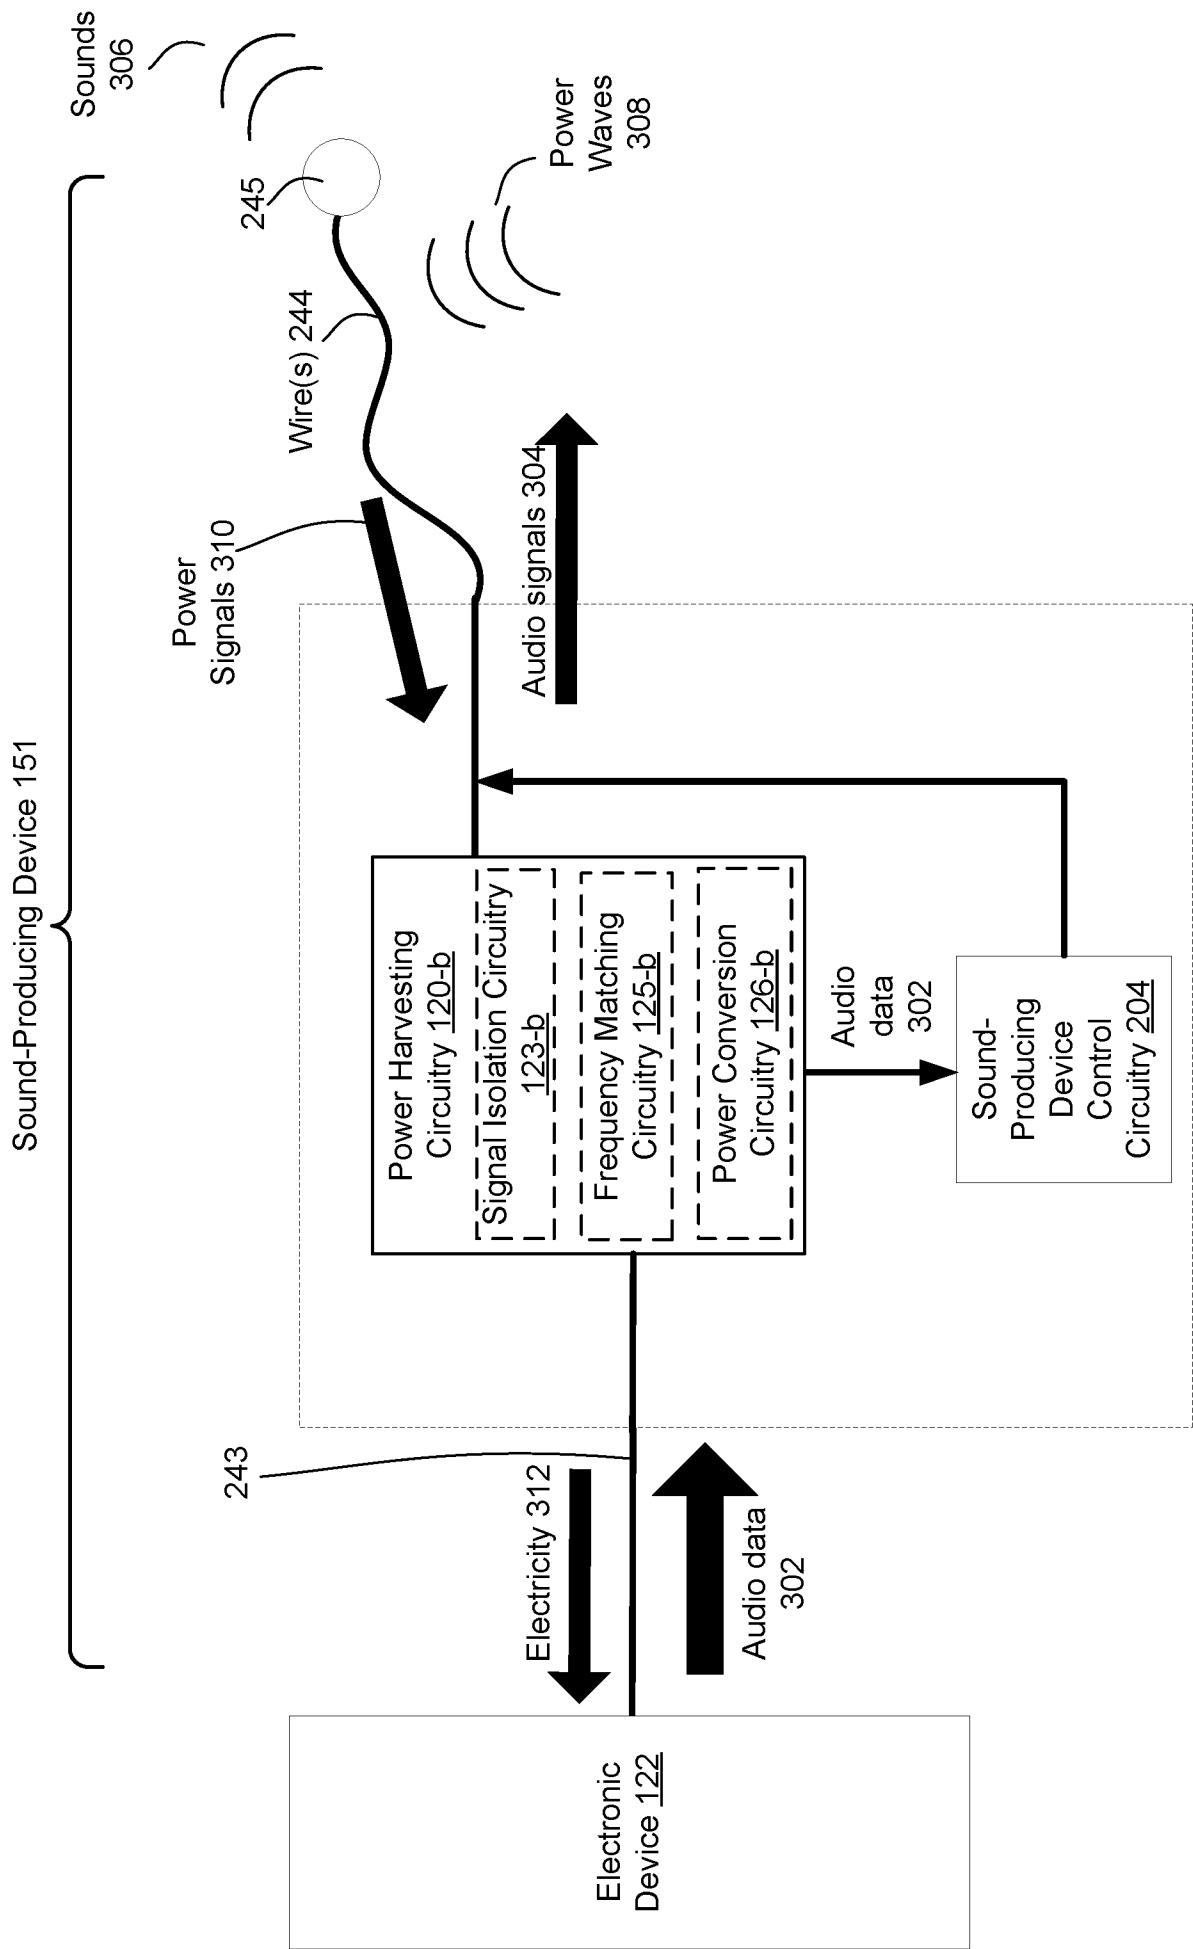 Sound-Producing Device 151
Sounds
306
245
Wire(s) 244
Power
Waves
308
Power
Signals 310
Audio signals 304
Power Harvesting
Circuitry 120-b
Signal Isolation Circuitry
123-b
Frequency Matching
Circuitry 125-b
Power Conversion
Circuitry 126-b
Audio
data
302
Sound-
Producing
Device
Control
Circuitry 204
243
Electricity 312
Audio data
302
Electronic
Device 122